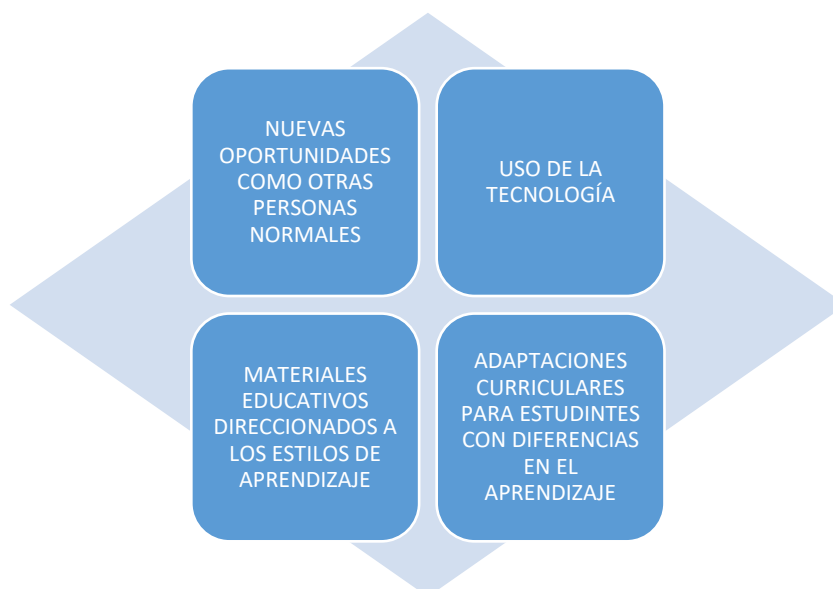 NUEVAS
OPORTUNIDADES
COMO OTRAS
PERSONAS
NORMALES
USO DE LA
TECNOLOGÍA
MATERIALES
EDUCATIVOS
DIRECCIONADOS A
LOS ESTILOS DE
APRENDIZAJE
ADAPTACIONES
CURRICULARES
PARA ESTUDINTES
CON DIFERENCIAS
EN EL
APRENDIZAJE